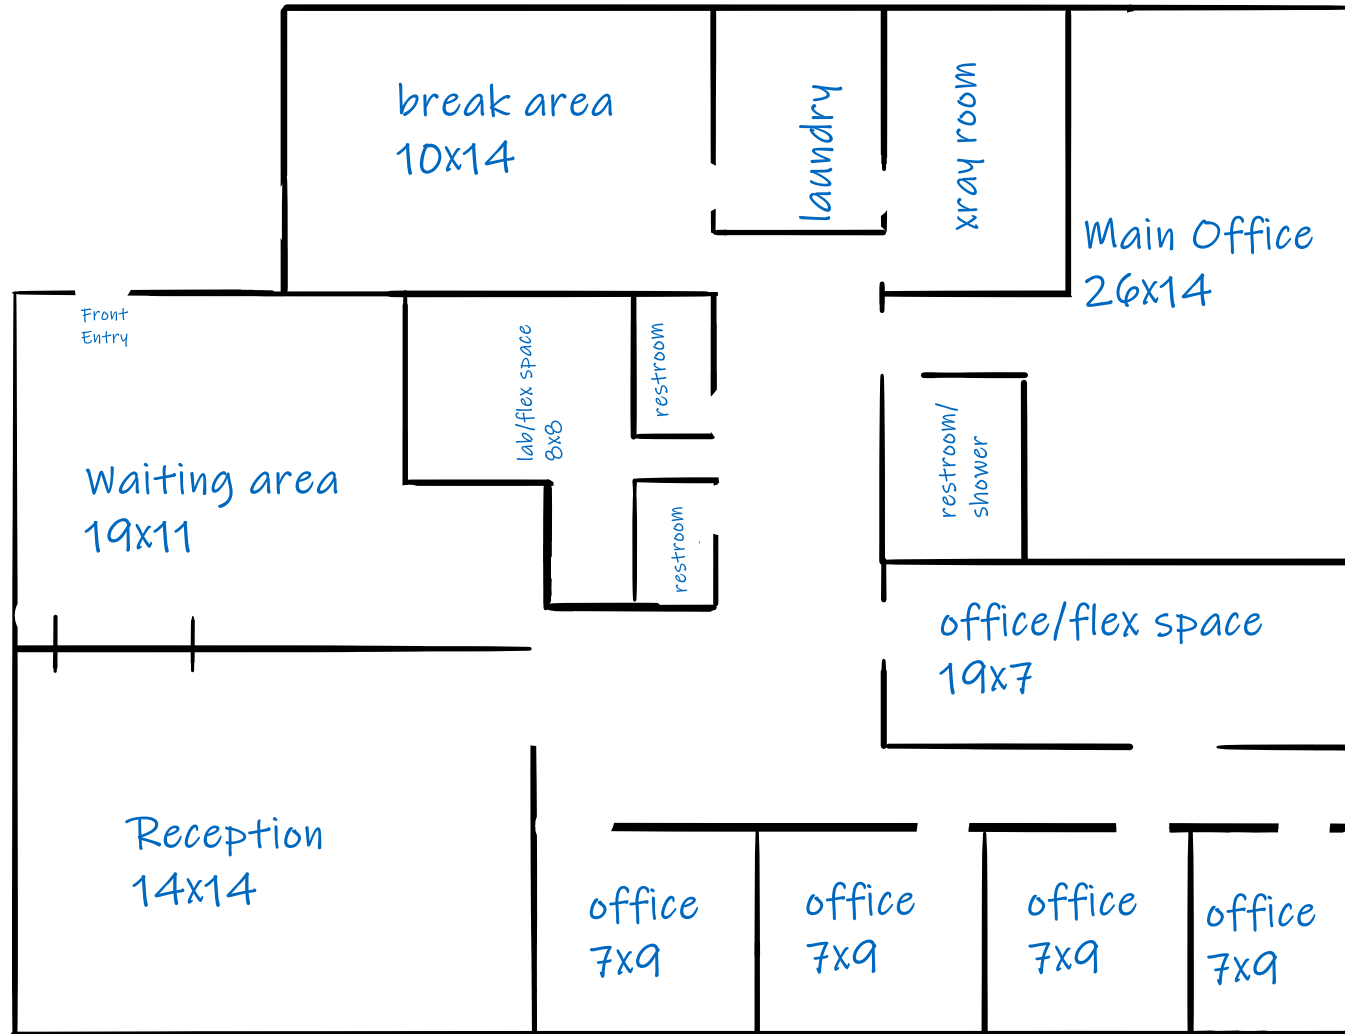 break area
10x14
laundry
xray room
Main Office
26x14
Front
Entry
lab/flex space
8x8
restroom
restroom/
shower
Waiting area
19x11
restroom
office/flex space
19x7
Reception
14x14
office
7x9
office
7x9
office
7x9
office
7x9